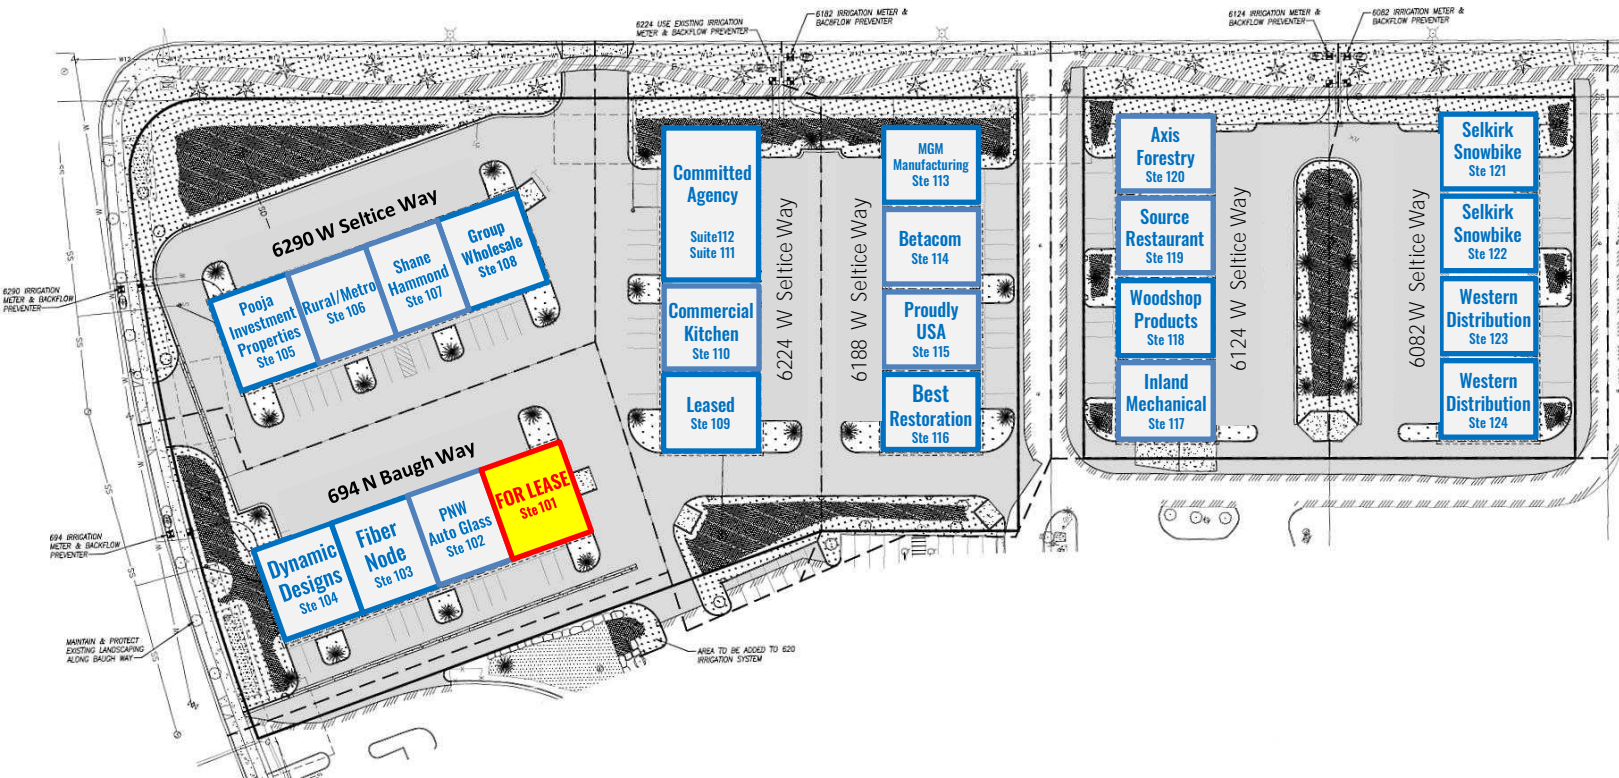 6224 USE EXISTING IRRIGATION
METER & BACKFLOW PREVENTER
6182 IRRIGATION METER &
BACKFLOW PREVENTER
6124 IRRIGATION METER &
BACKFLOW PREVENTER
6082 IRRIGATION METER &
BACKFLOW PREVENTER
6290 IRRIGATION
METER & BACKFLOW
PREVENTER
6290 W Seltice Way
Pooja
Investment
Properties
Ste 105
Rural/Metro
Ste 106
Shane
Hammond
Ste 107
Group
Wholesale
Ste 108
694 N Baugh Way
Dynamic
Designs
Ste 104
Fiber
Node
Ste 103
PNW
Auto Glass
Ste 102
FOR LEASE
Ste 101
694 IRRIGATION
METER & BACKFLOW
PREVENTER
MAINTAIN & PROTECT
EXISTING LANDSCAPING
ALONG BAUGH WAY
AREA TO BE ADDED TO 620
IRRIGATION SYSTEM
Committed
Agency
Suite112
Suite 111
Commercial
Kitchen
Ste 110
Leased
Ste 109
6224 W Seltice Way
6188 W Seltice Way
MGM
Manufacturing
Ste 113
Betacom
Ste 114
Proudly
USA
Ste 115
Best
Restoration
Ste 116
Axis
Forestry
Ste 120
Source
Restaurant
Ste 119
Woodshop
Products
Ste 118
Inland
Mechanical
Ste 117
6124 W Seltice Way
6082 W Seltice Way
Selkirk
Snowbike
Ste 121
Selkirk
Snowbike
Ste 122
Western
Distribution
Ste 123
Western
Distribution
Ste 124